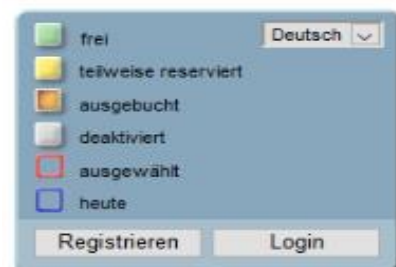 frei
Deutsch
teilweise reserviert
ausgebucht
deaktiviert
ausgewählt
heute
Registrieren
Login